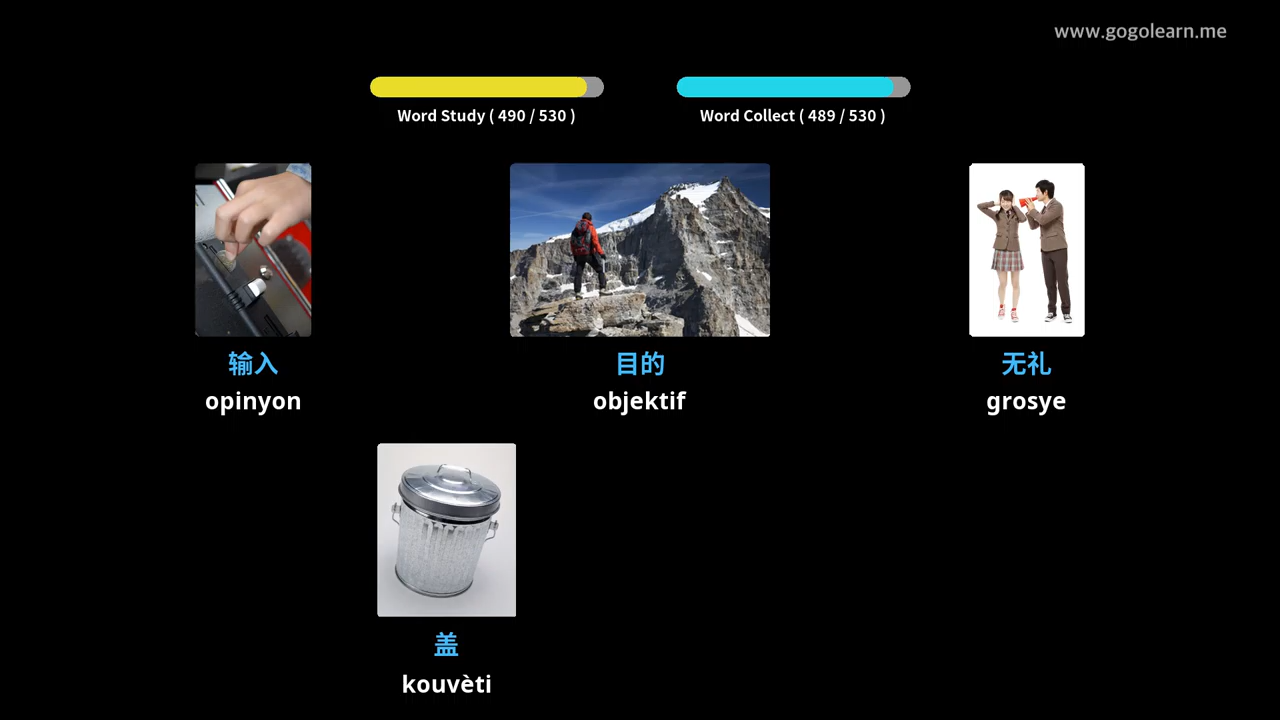 www.gogolearn.me
Word Study ( 490 / 530 )
Word Collect ( 489 / 530 )
输入
opinyon
目的
objektif
无礼
grosye
盖
kouvèti